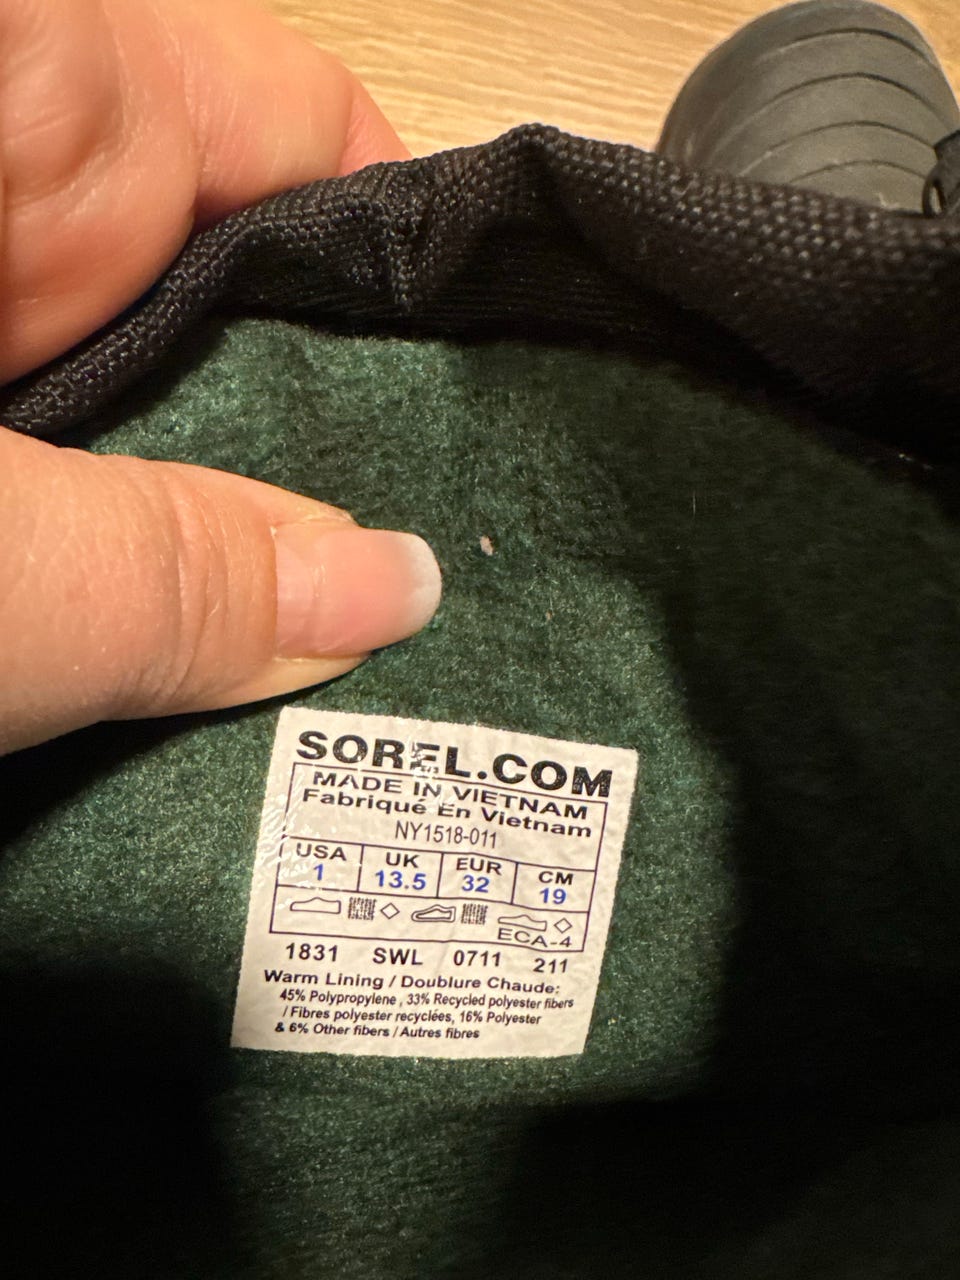 SOREL.COM
MADE IN VIETNAM
Fabriqué En Vietnam
NY1518-011
USA UK EUR CM
1 13.5 32 19
ECA-4
1831 SWL 0711 211
Warm Lining / Doublure Chaude:
45% Polypropylene , 33% Recycled polyester fibers
/ Fibres polyester recyclées, 16% Polyester
& 6% Other fibers / Autres fibres